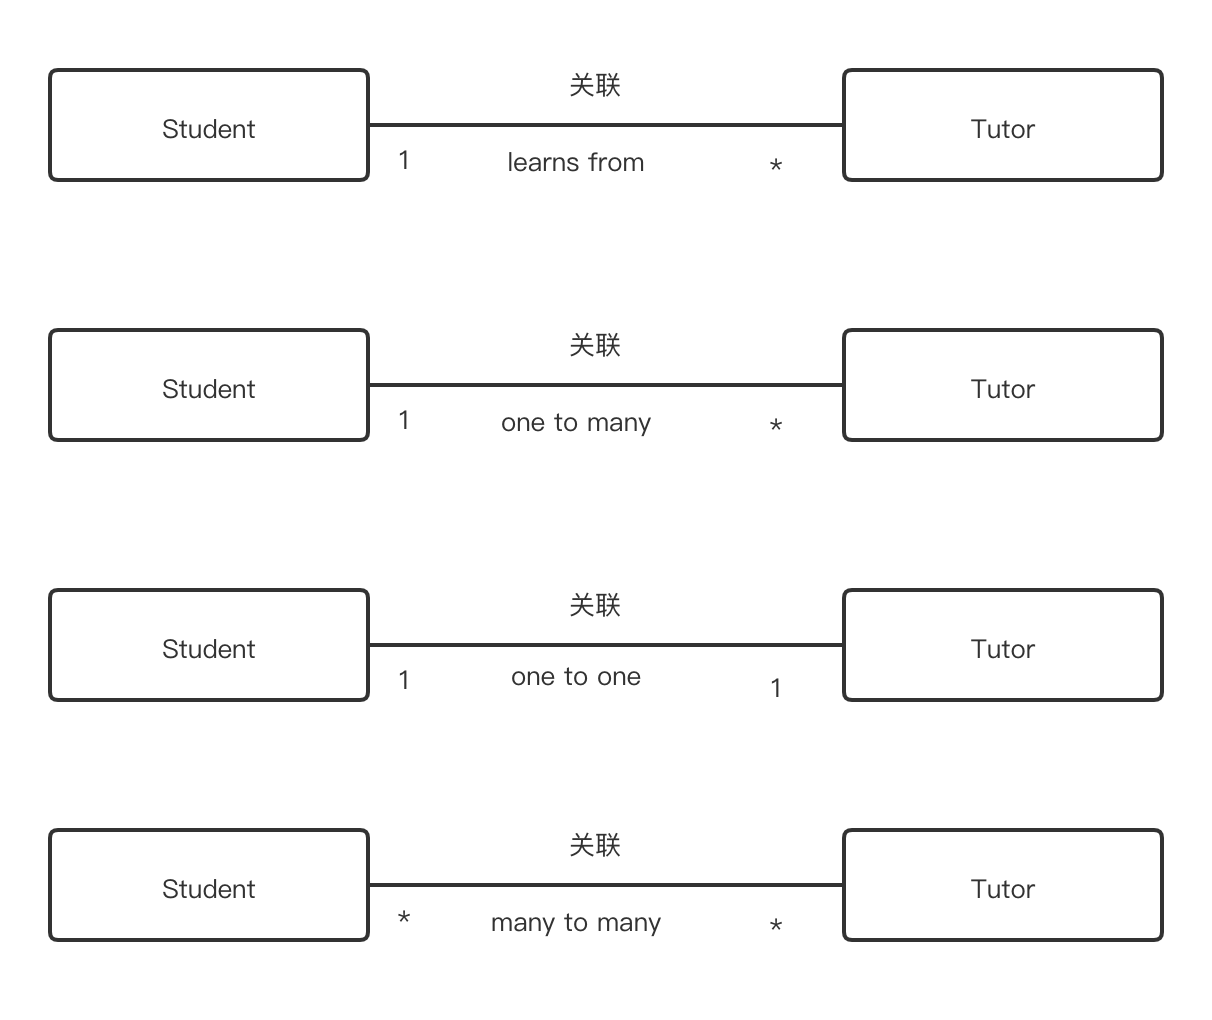 关联
Student
Tutor
1
learns from
*
关联
Student
Tutor
1
one to many
*
关联
Student
Tutor
1
one to one
1
关联
Student
Tutor
*
many to many
*